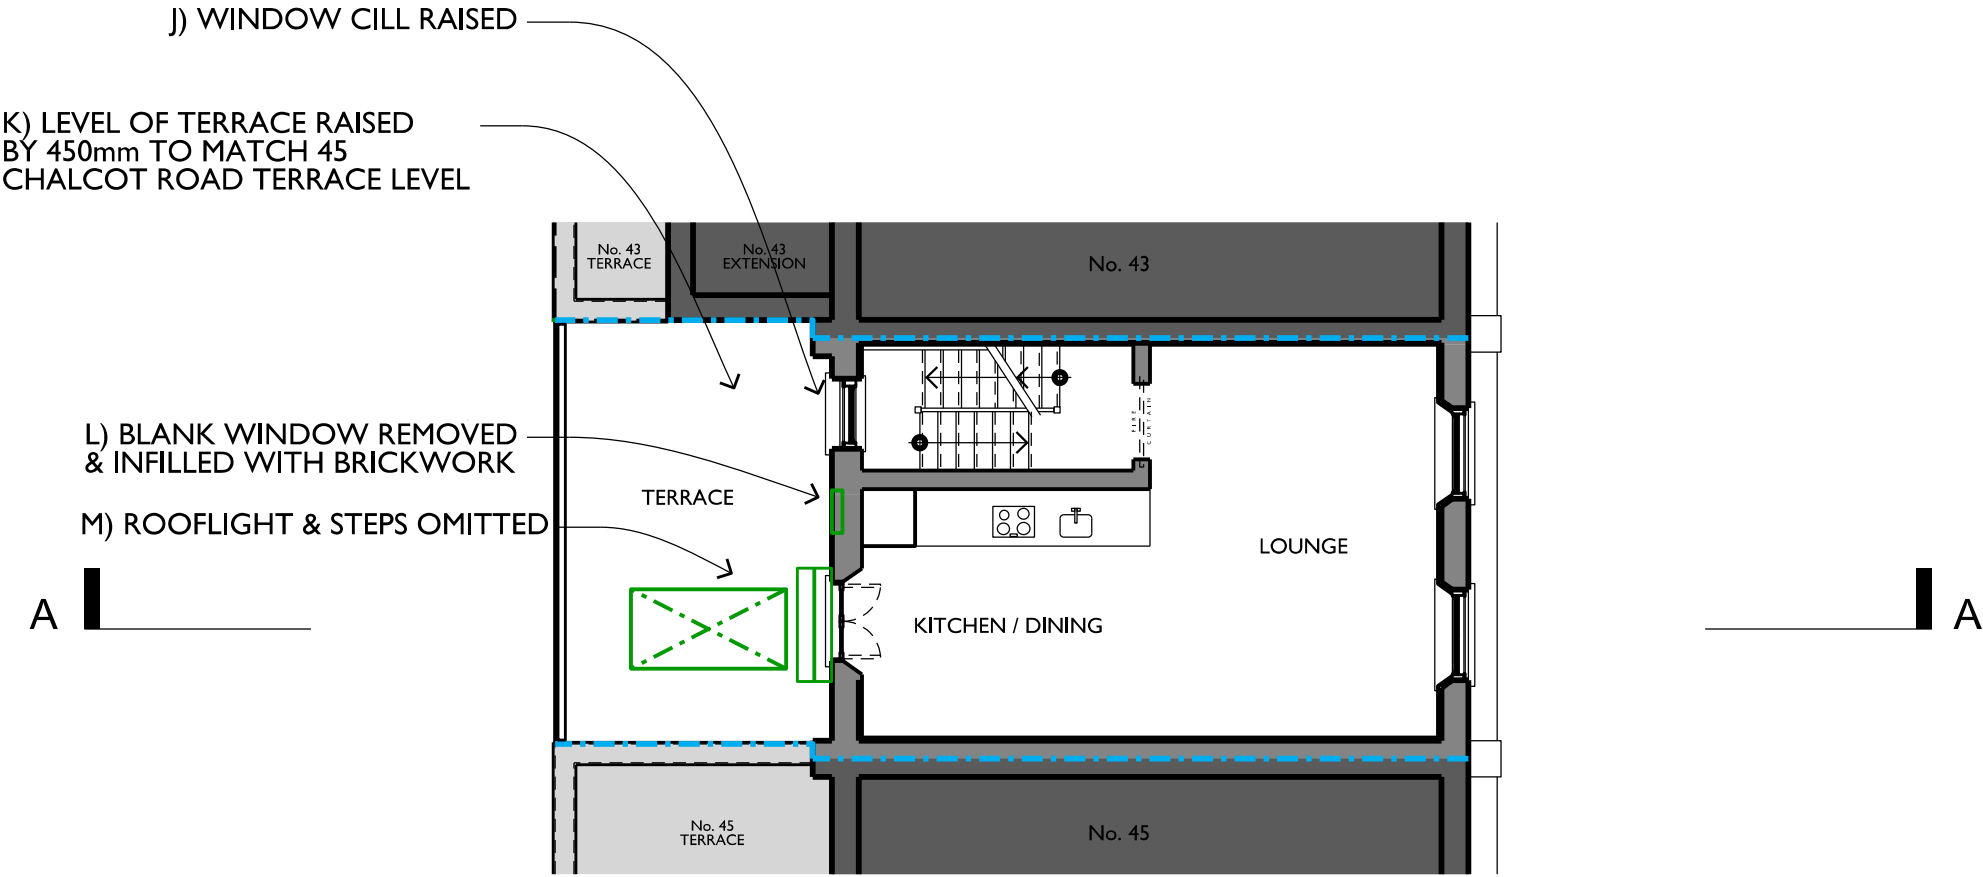 J) WINDOW CILL RAISED
K) LEVEL OF TERRACE RAISED
BY 450mm TO MATCH 45
CHALCOT ROAD TERRACE LEVEL
No. 43
TERRACE
No. 43
EXTENSION
No. 43
FIRE
CURTAIN
L) BLANK WINDOW REMOVED
& INFILLED WITH BRICKWORK
TERRACE
M) ROOFLIGHT & STEPS OMITTED
LOUNGE
A
A
KITCHEN / DINING
No. 45
TERRACE
No. 45